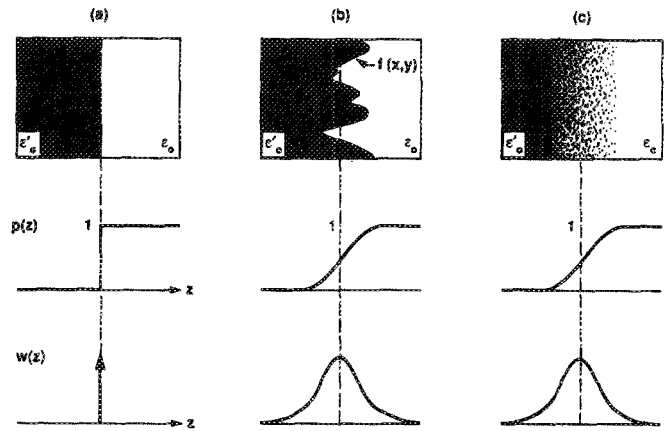 (a) (b) (c)
f (x,y)
ε'o εo ε'o εo ε'o εo
p(z) 1 z 1 1
w(z) z